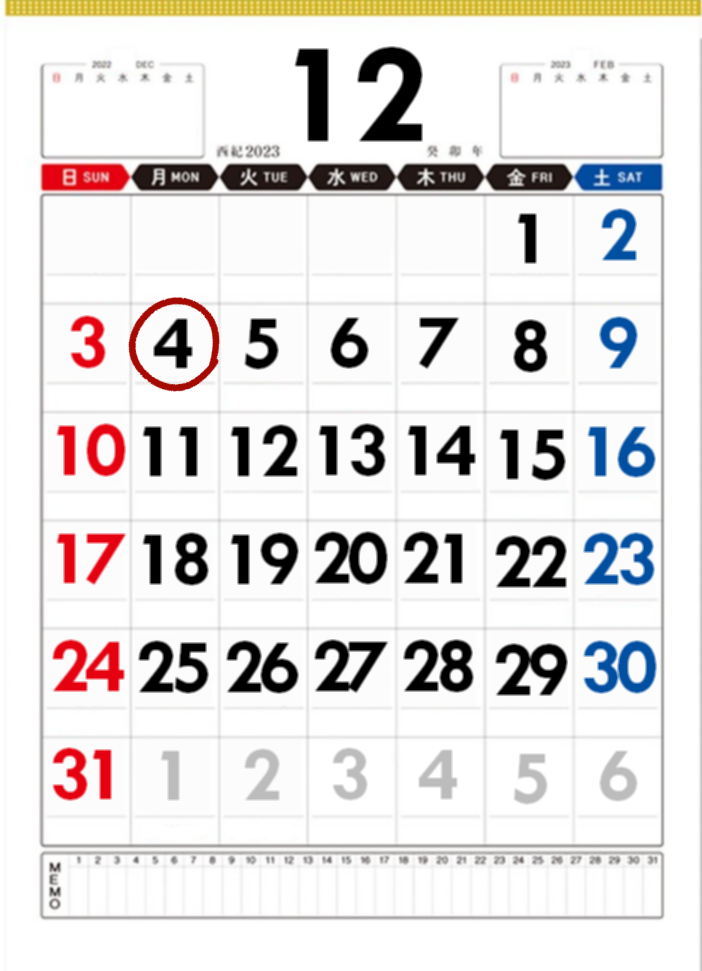 12
2022 DEC
日 月 火 水 木 金 土
2023 FEB
日 月 火 水 木 金 土
西紀2023
癸卯年
日 SUN 月 MON 火 TUE 水 WED 木 THU 金 FRI 土 SAT
1 2
3 4 5 6 7 8 9
10 11 12 13 14 15 16
17 18 19 20 21 22 23
24 25 26 27 28 29 30
31 1 2 3 4 5 6
MEMO
1 2 3 4 5 6 7 8 9 10 11 12 13 14 15 16 17 18 19 20 21 22 23 24 25 26 27 28 29 30 31